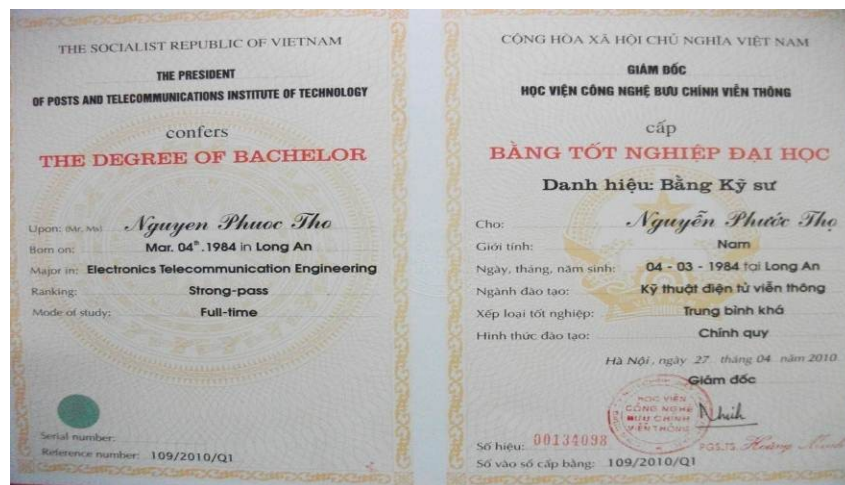 THE SOCIALIST REPUBLIC OF VIETNAM
THE PRESIDENT
OF POSTS AND TELECOMMUNICATIONS INSTITUTE OF TECHNOLOGY
confers
THE DEGREE OF BACHELOR
Upon: (Mr, Ms) Nguyen Phuoc Tho
Born on: Mar. 04th.1984 in Long An
Major in: Electronics Telecommunication Engineering
Ranking: Strong-pass
Mode of study: Full-time
Serial number:
Reference number: 109/2010/Q1
CỘNG HÒA XÃ HỘI CHỦ NGHĨA VIỆT NAM
GIÁM ĐỐC
HỌC VIỆN CÔNG NGHỆ BƯU CHÍNH VIỄN THÔNG
cấp
BẰNG TỐT NGHIỆP ĐẠI HỌC
Danh hiệu: Bằng Kỹ sư
Cho: Nguyễn Phước Thọ
Giới tính: Nam
Ngày, tháng, năm sinh: 04 - 03 - 1984 tại Long An
Ngành đào tạo: Kỹ thuật điện tử viễn thông
Xếp loại tốt nghiệp: Trung bình khá
Hình thức đào tạo: Chính quy
Hà Nội, ngày 27 tháng 04 năm 2010
Giám đốc
HỌC VIỆN
CÔNG NGHỆ
BƯU CHÍNH
VIỄN THÔNG
Số hiệu: 00134098
PGS.TS. Hoàng Minh
Số vào sổ cấp bằng: 109/2010/Q1